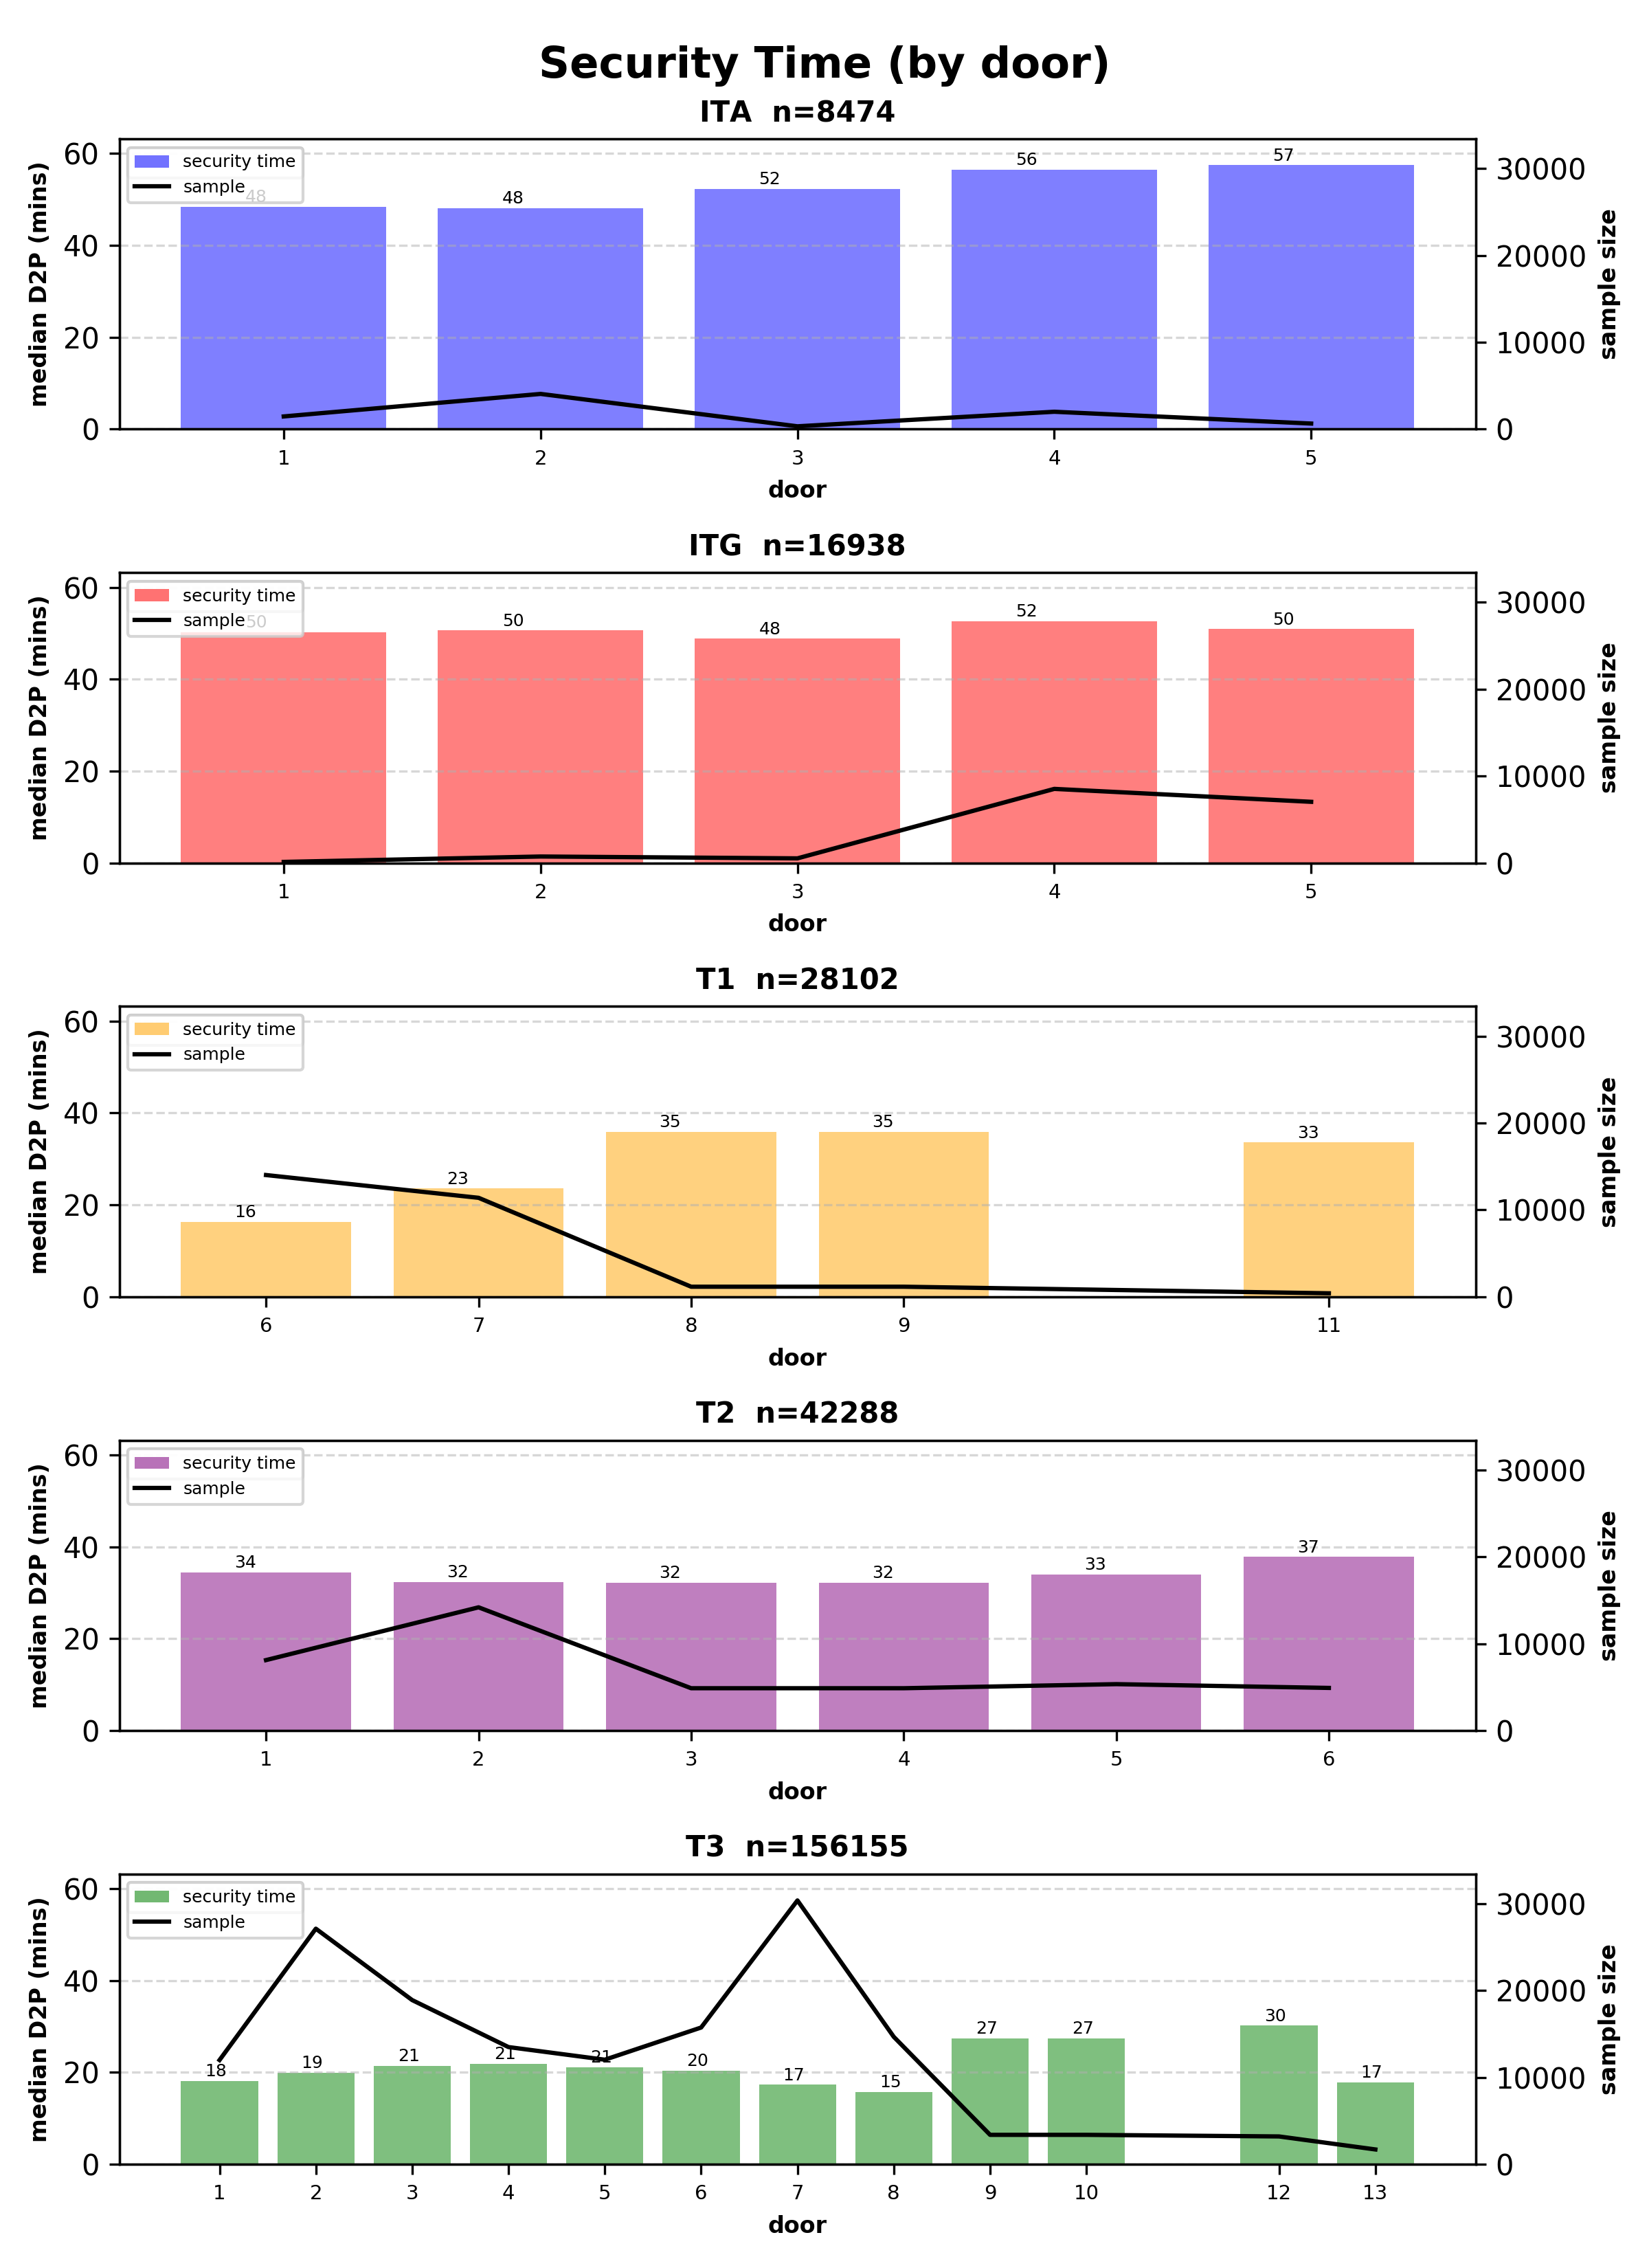 Security Time (by door)
ITA n=8474
median D2P (mins)
60
40
20
0
security time
sample
48
48
52
56
57
30000
20000
10000
0
sample size
1 2 3 4 5
door
ITG n=16938
median D2P (mins)
60
40
20
0
security time
sample
50
50
48
52
50
30000
20000
10000
0
sample size
1 2 3 4 5
door
T1 n=28102
median D2P (mins)
60
40
20
0
security time
sample
16
23
35
35
33
30000
20000
10000
0
sample size
6 7 8 9 11
door
T2 n=42288
median D2P (mins)
60
40
20
0
security time
sample
34
32
32
32
33
37
30000
20000
10000
0
sample size
1 2 3 4 5 6
door
T3 n=156155
median D2P (mins)
60
40
20
0
security time
sample
18
19
21
21
21
20
17
15
27
27
30
17
30000
20000
10000
0
sample size
1 2 3 4 5 6 7 8 9 10 12 13
door